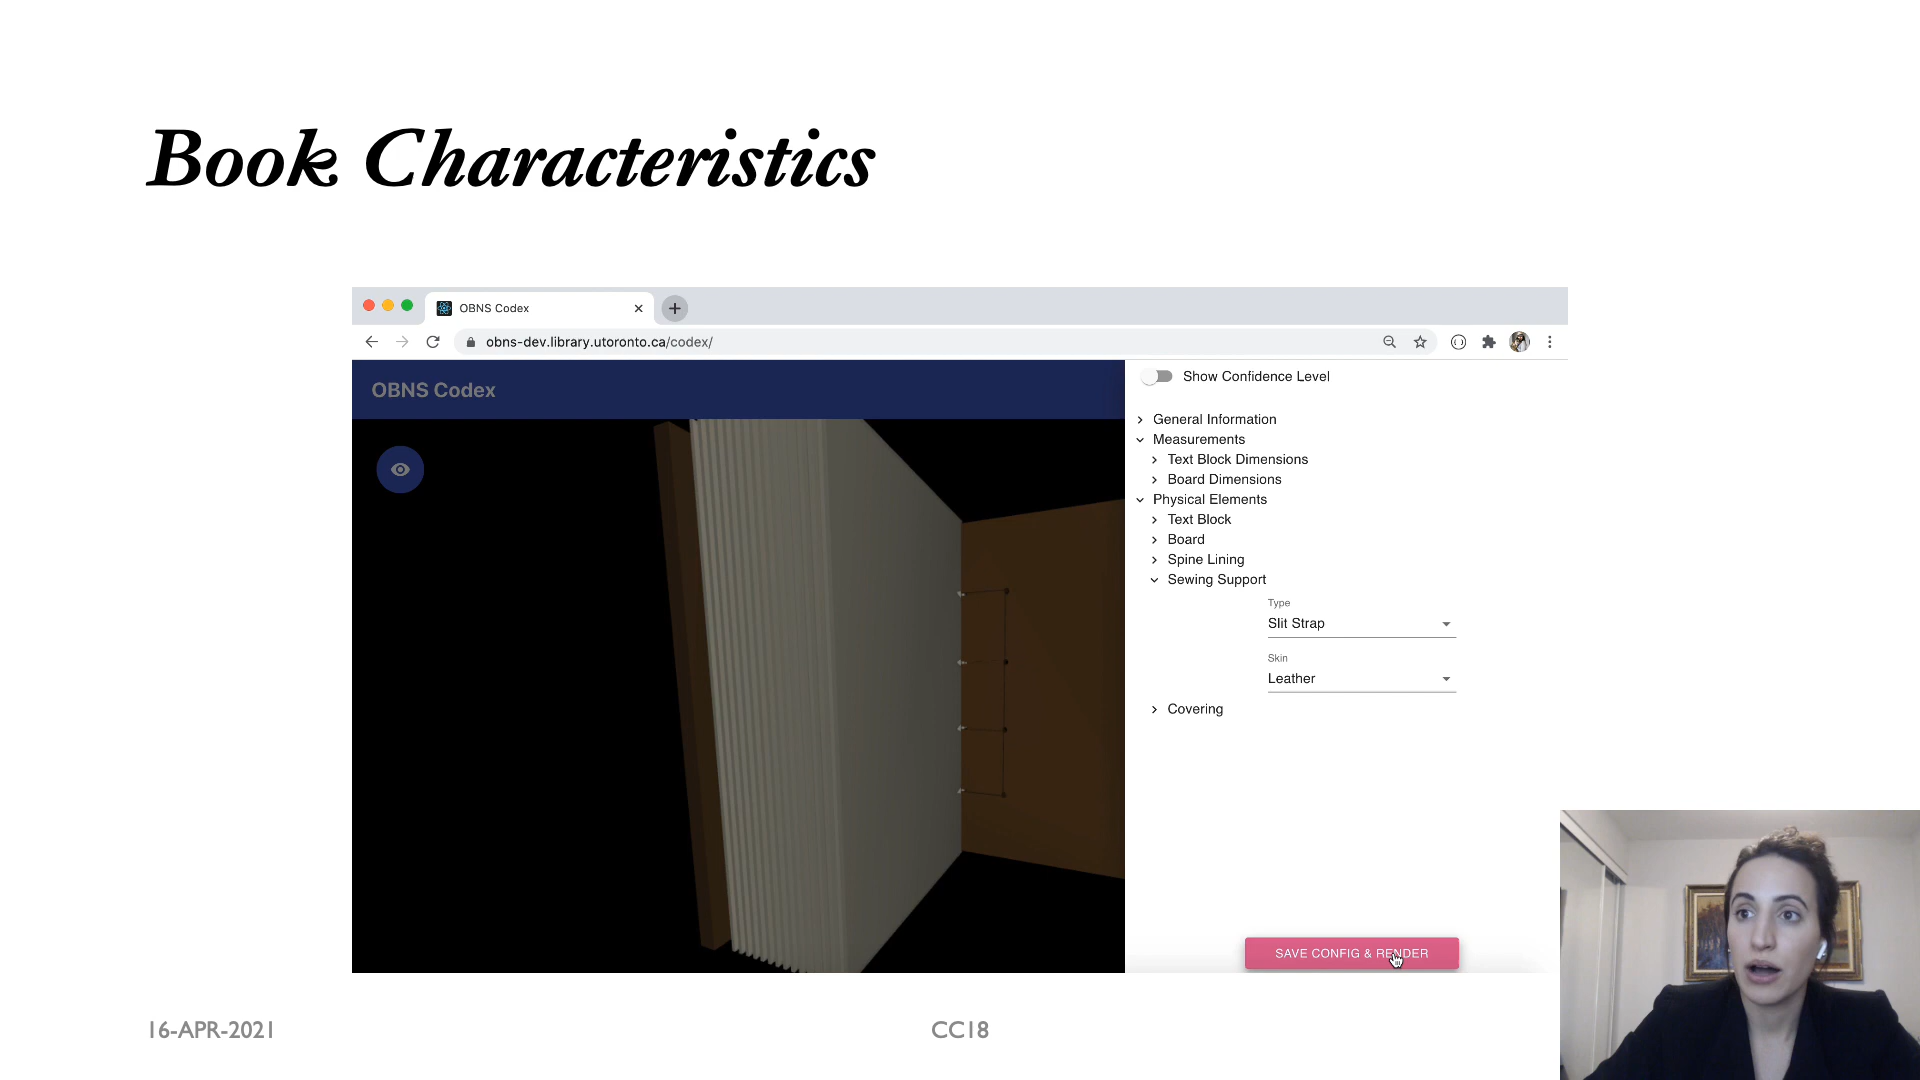 Book Characteristics
OBNS Codex
obns-dev.library.utoronto.ca/codex/
OBNS Codex
Show Confidence Level
General Information
Measurements
Text Block Dimensions
Board Dimensions
Physical Elements
Text Block
Board
Spine Lining
Sewing Support
Type
Slit Strap
Skin
Leather
Covering
SAVE CONFIG & RENDER
16-APR-2021
CC18